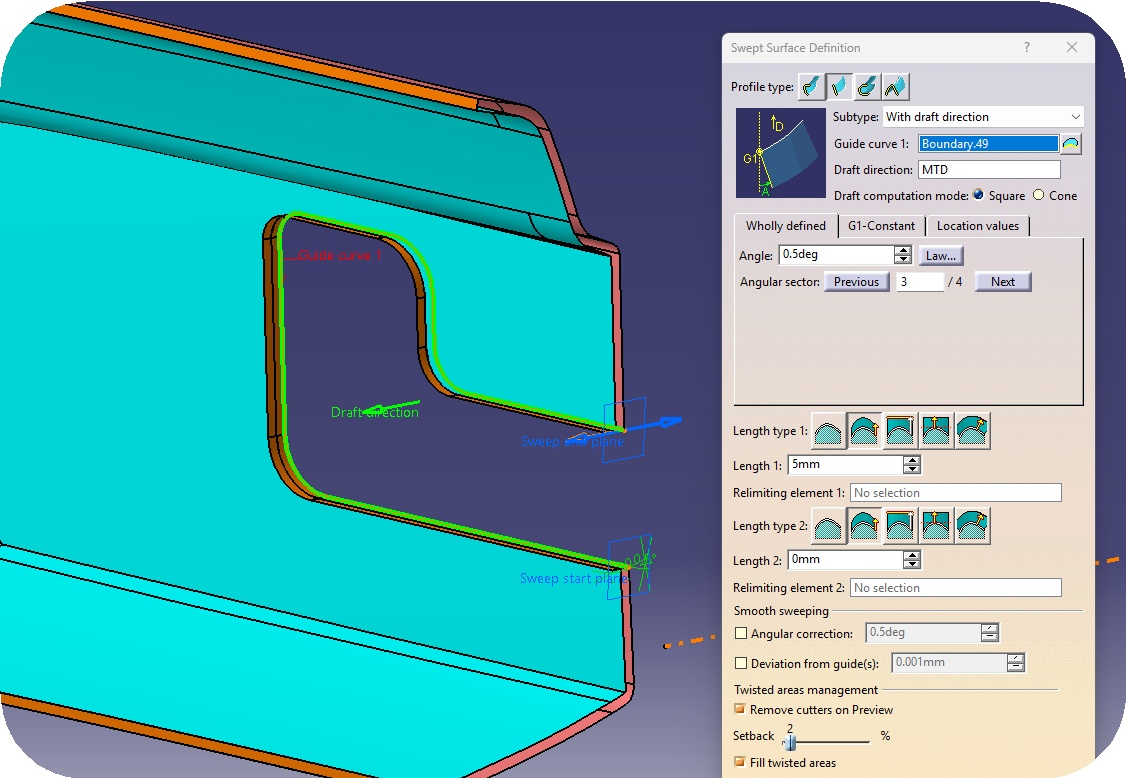 Swept Surface Definition
?
Profile type:
Subtype: With draft direction
D
G1
A
Guide curve 1: Boundary.49
Draft direction: MTD
Draft computation mode: Square Cone
Wholly defined G1-Constant Location values
Angle: 0.5deg Law...
Angular sector: Previous 3 / 4 Next
Length type 1:
Length 1: 5mm
Relimiting element 1: No selection
Length type 2:
Length 2: 0mm
Relimiting element 2: No selection
Smooth sweeping
Angular correction: 0.5deg
Deviation from guide(s): 0.001mm
Twisted areas management
Remove cutters on Preview
2
Setback %
Fill twisted areas
Guide curve 1
Draft direction
Sweep end plane
Sweep start plane